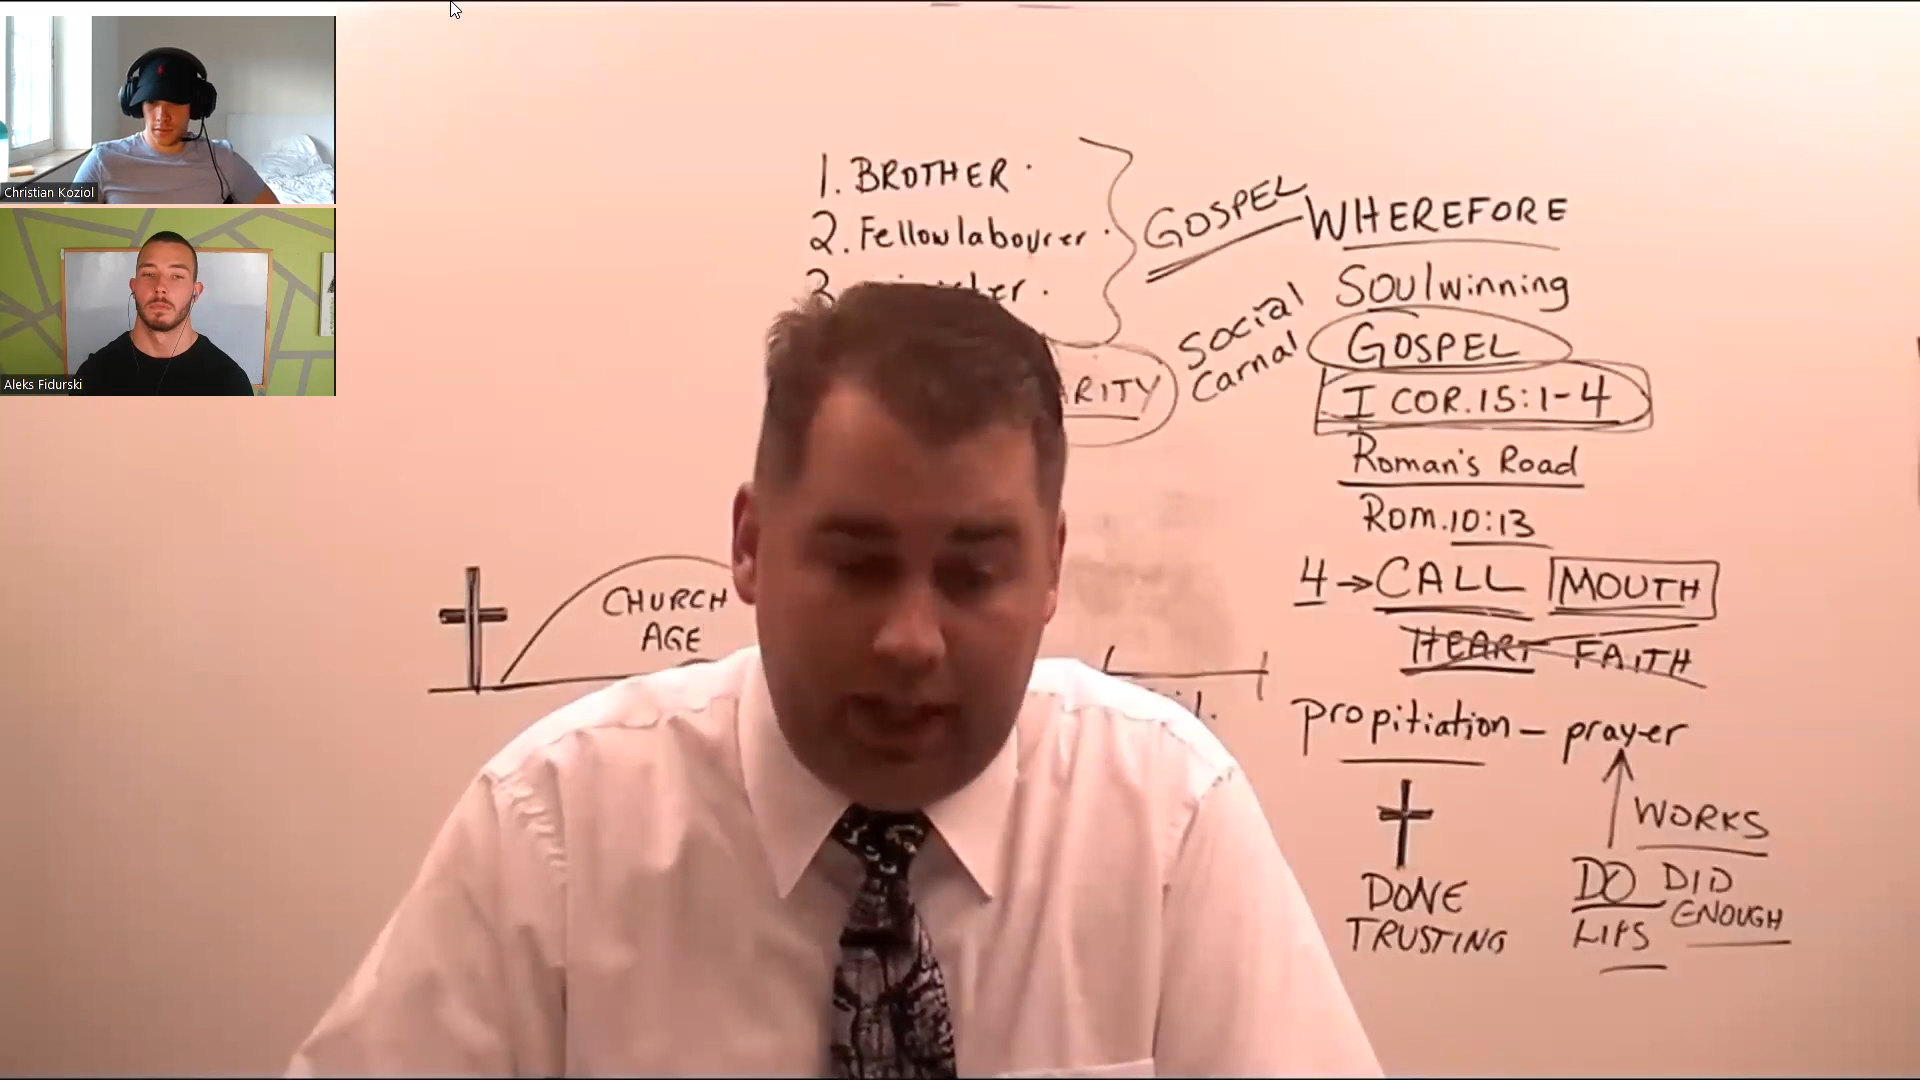 Christian Koziol
Aleks Fidurski
1. BROTHER
2. Fellowlabourer
GOSPEL
Social
Carnal
CHURCH
AGE
WHEREFORE
Soulwinning
GOSPEL
I COR. 15:1-4
Roman's Road
Rom. 10:13
4 → CALL MOUTH
HEART FAITH
propitiation - prayer
WORKS
DONE
TRUSTING
DO DID
ENOUGH
LIPS